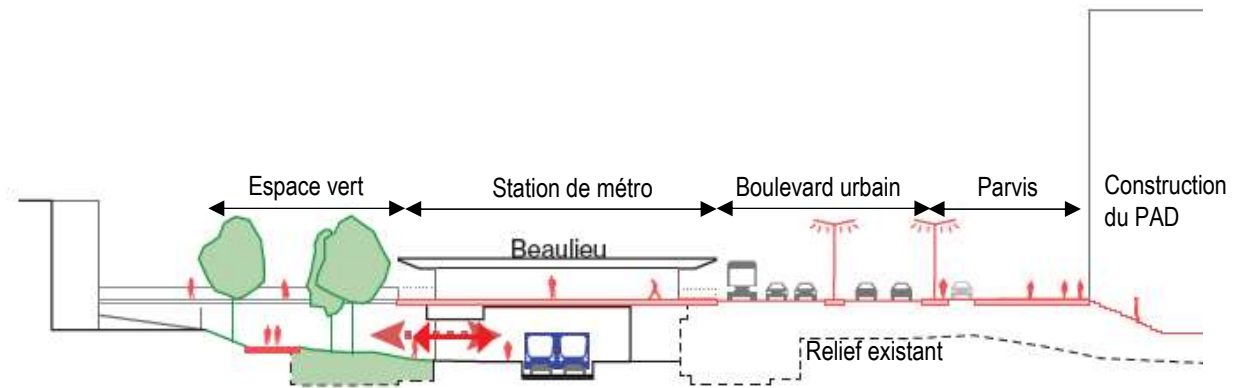 Espace vert
Station de métro
Boulevard urbain
Parvis
Construction
du PAD
Beaulieu
Relief existant